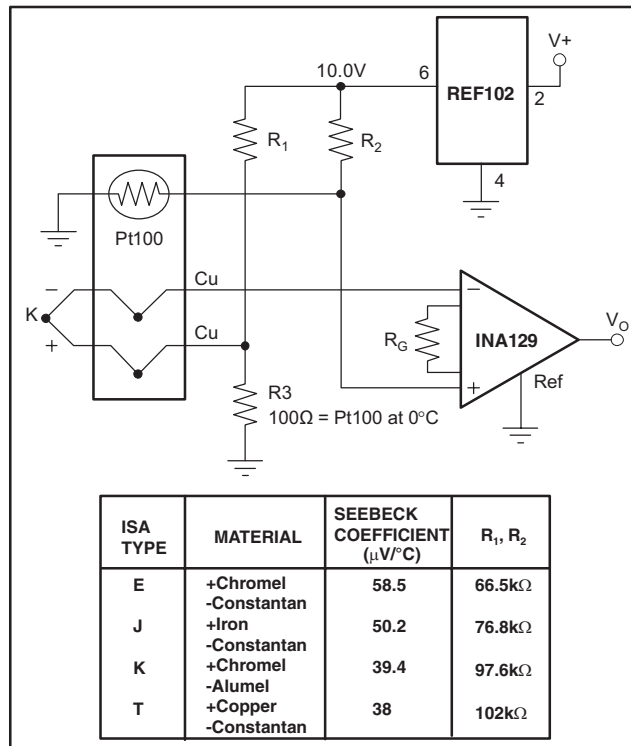 V+
10.0V
6
REF102
2
R1
R2
4
Pt100
Cu
−
K
+
Cu
−
RG
INA129
VO
+
Ref
R3
100Ω = Pt100 at 0°C
ISA TYPE
MATERIAL
SEEBECK COEFFICIENT (μV/°C)
R1, R2
E
+Chromel
-Constantan
58.5
66.5kΩ
J
+Iron
-Constantan
50.2
76.8kΩ
K
+Chromel
-Alumel
39.4
97.6kΩ
T
+Copper
-Constantan
38
102kΩ